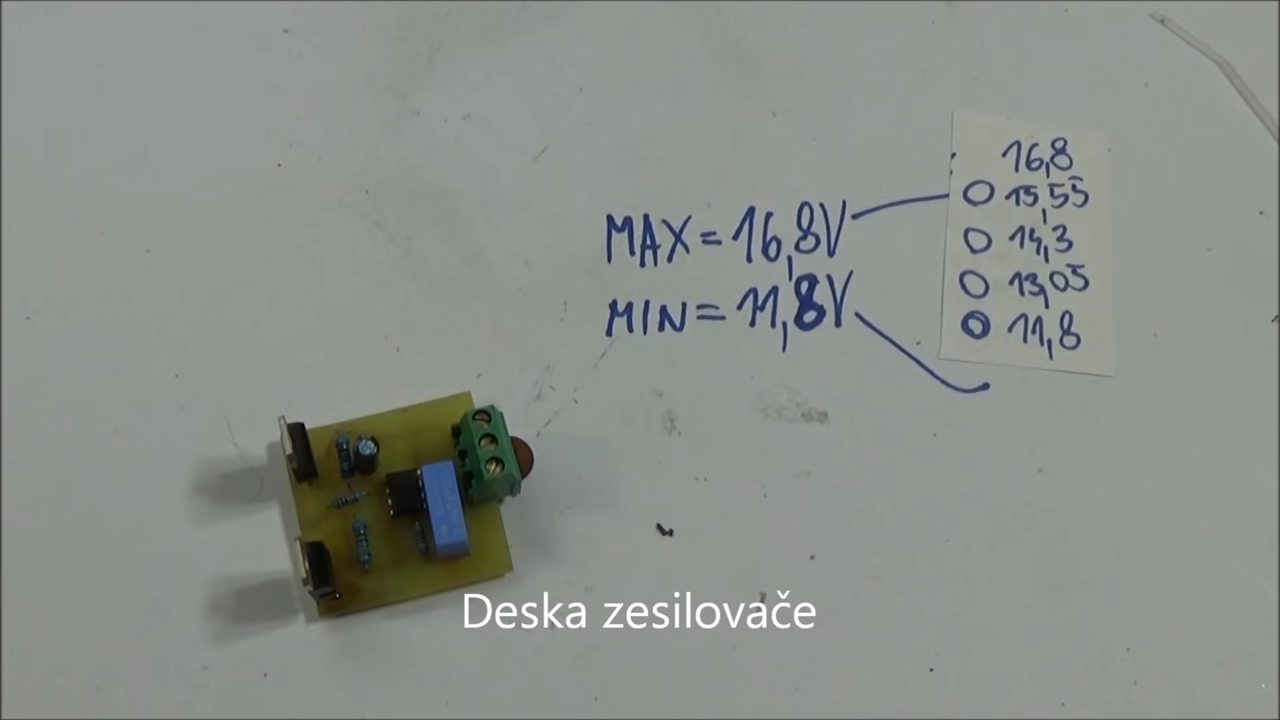 MAX = 16,8V
MIN = 11,8V
16,8
15,55
14,3
13,05
11,8
Deska zesilovače